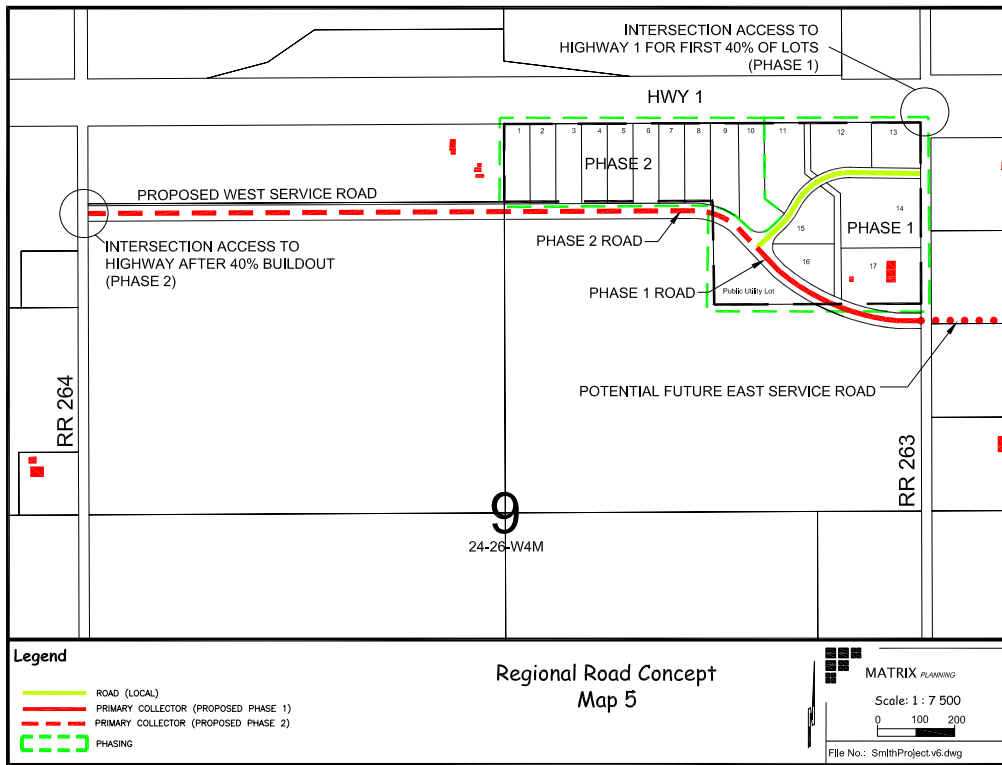 INTERSECTION ACCESS TO
HIGHWAY 1 FOR FIRST 40% OF LOTS
(PHASE 1)
HWY 1
1 2 3 4 5 6 7 8 9 10 11 12 13
PHASE 2
PROPOSED WEST SERVICE ROAD
14
15
PHASE 1
PHASE 2 ROAD
INTERSECTION ACCESS TO
HIGHWAY AFTER 40% BUILDOUT
(PHASE 2)
16
17
PHASE 1 ROAD
Public Utility Lot
POTENTIAL FUTURE EAST SERVICE ROAD
RR 264
RR 263
9
24-26-W4M
Legend
ROAD (LOCAL)
PRIMARY COLLECTOR (PROPOSED PHASE 1)
PRIMARY COLLECTOR (PROPOSED PHASE 2)
PHASING
Regional Road Concept
Map 5
MATRIX PLANNING
Scale: 1 : 7 500
0 100 200
File No.: SmithProject.v6.dwg